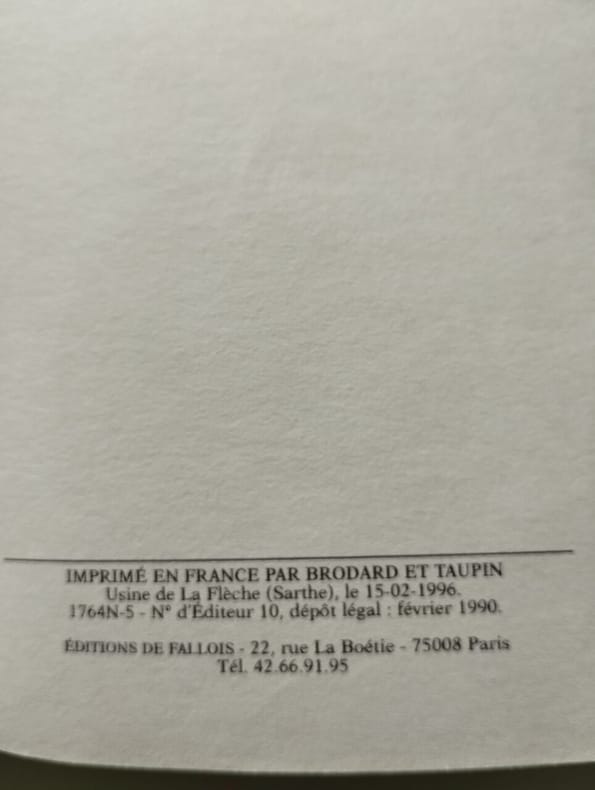 IMPRIMÉ EN FRANCE PAR BRODARD ET TAUPIN
Usine de La Flèche (Sarthe), le 15-02-1996.
1764N-5 - N° d'Éditeur 10, dépôt légal : février 1990.
ÉDITIONS DE FALLOIS - 22, rue La Boétie - 75008 Paris
Tél. 42.66.91.95